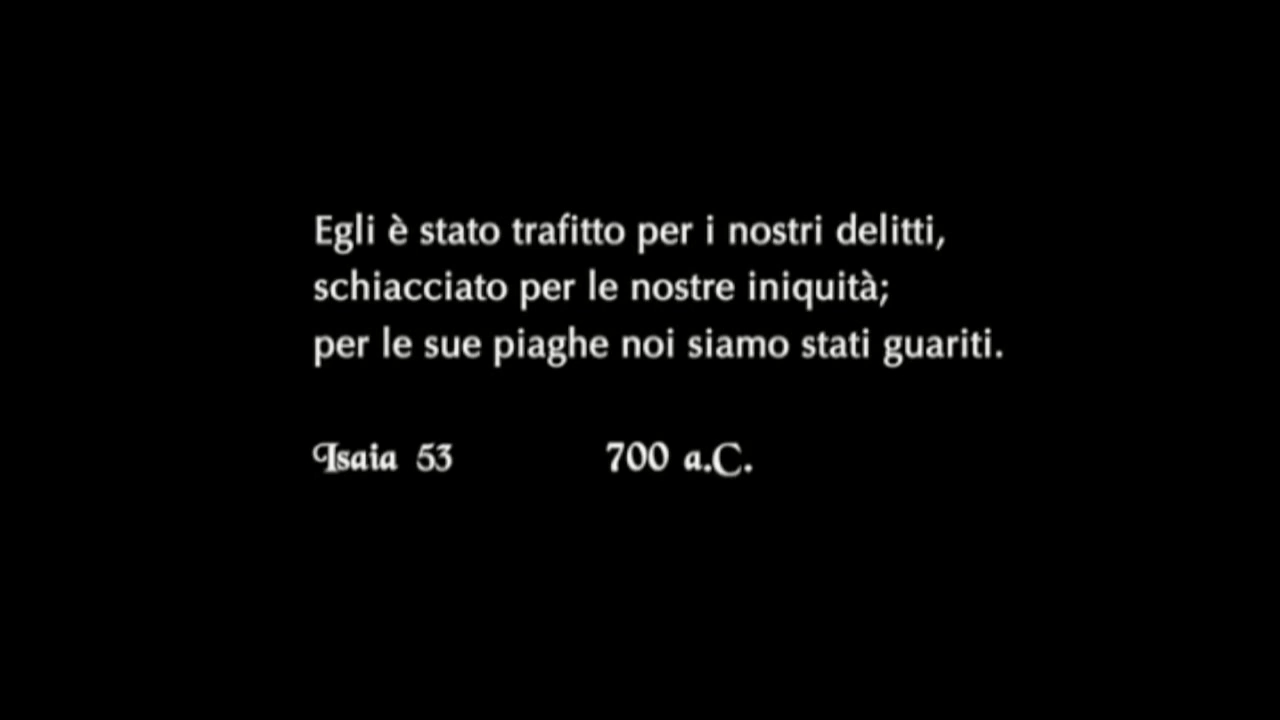 Egli è stato trafitto per i nostri delitti,
schiacciato per le nostre iniquità;
per le sue piaghe noi siamo stati guariti.
Isaia 53 700 a.C.